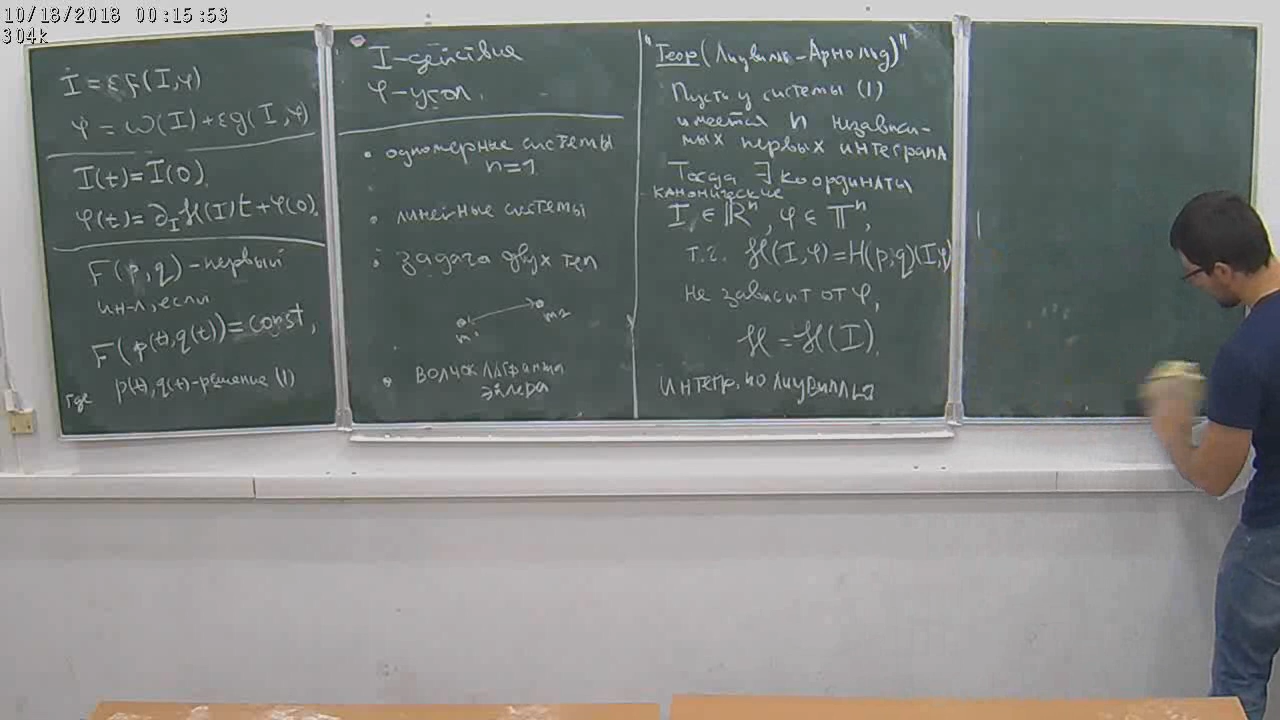 10/18/2018 00:15:53
304k
İ = εf(I,φ)
φ̇ = ω(I) + εg(I,φ)
I(t) = I(0)
φ(t) = ∂_I ℋ(I)t + φ(0).
F(p,q) - первый
ин-л, если
F(p(t),q(t)) = const,
где p(t),q(t) - решение (1)
I - действия
φ - угол.
• одномерные системы
n=1
• линейные системы
• задача двух тел
m1 m2
• волчок Лагранжа
Эйлера
"Теор (Лиувилль-Арнольд)"
Пусть у системы (1)
имеется n независи-
мых первых интеграла
Тогда ∃ координаты
канонические
I ∈ ℝⁿ, φ ∈ 𝕋ⁿ,
т.ч. ℋ(I,φ) = H(p,q)(I,φ)
не зависит от φ,
ℋ = ℋ(I).
интегр. по Лиувиллю